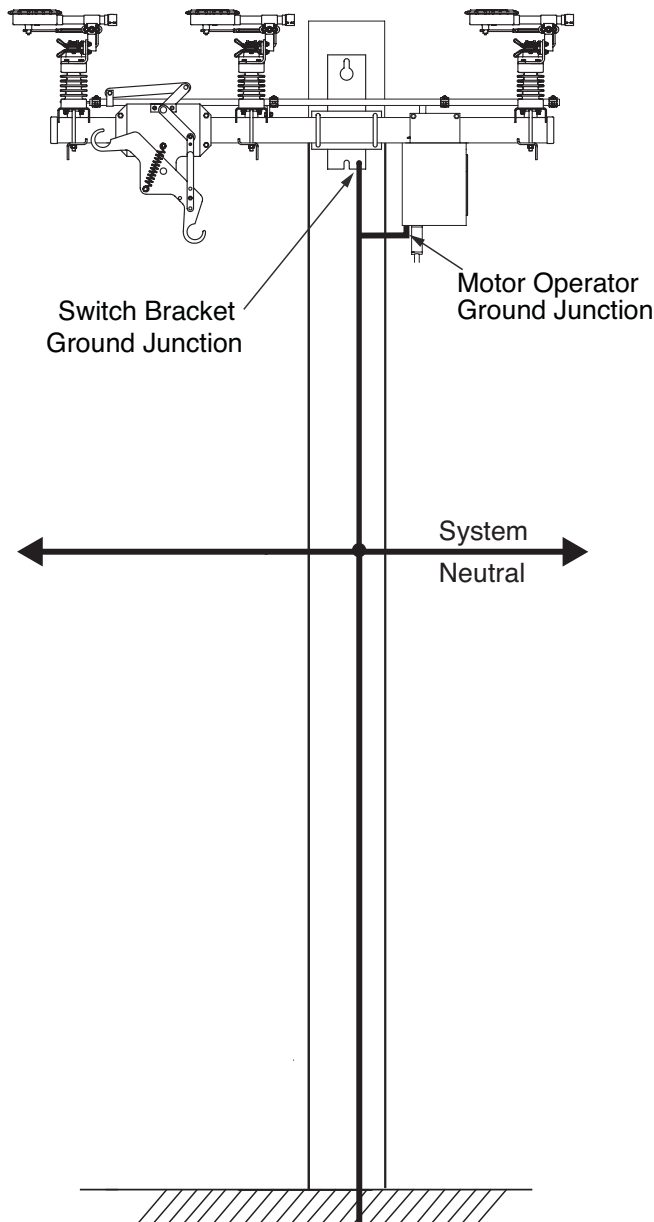 Switch Bracket
Ground Junction
Motor Operator
Ground Junction
System
Neutral